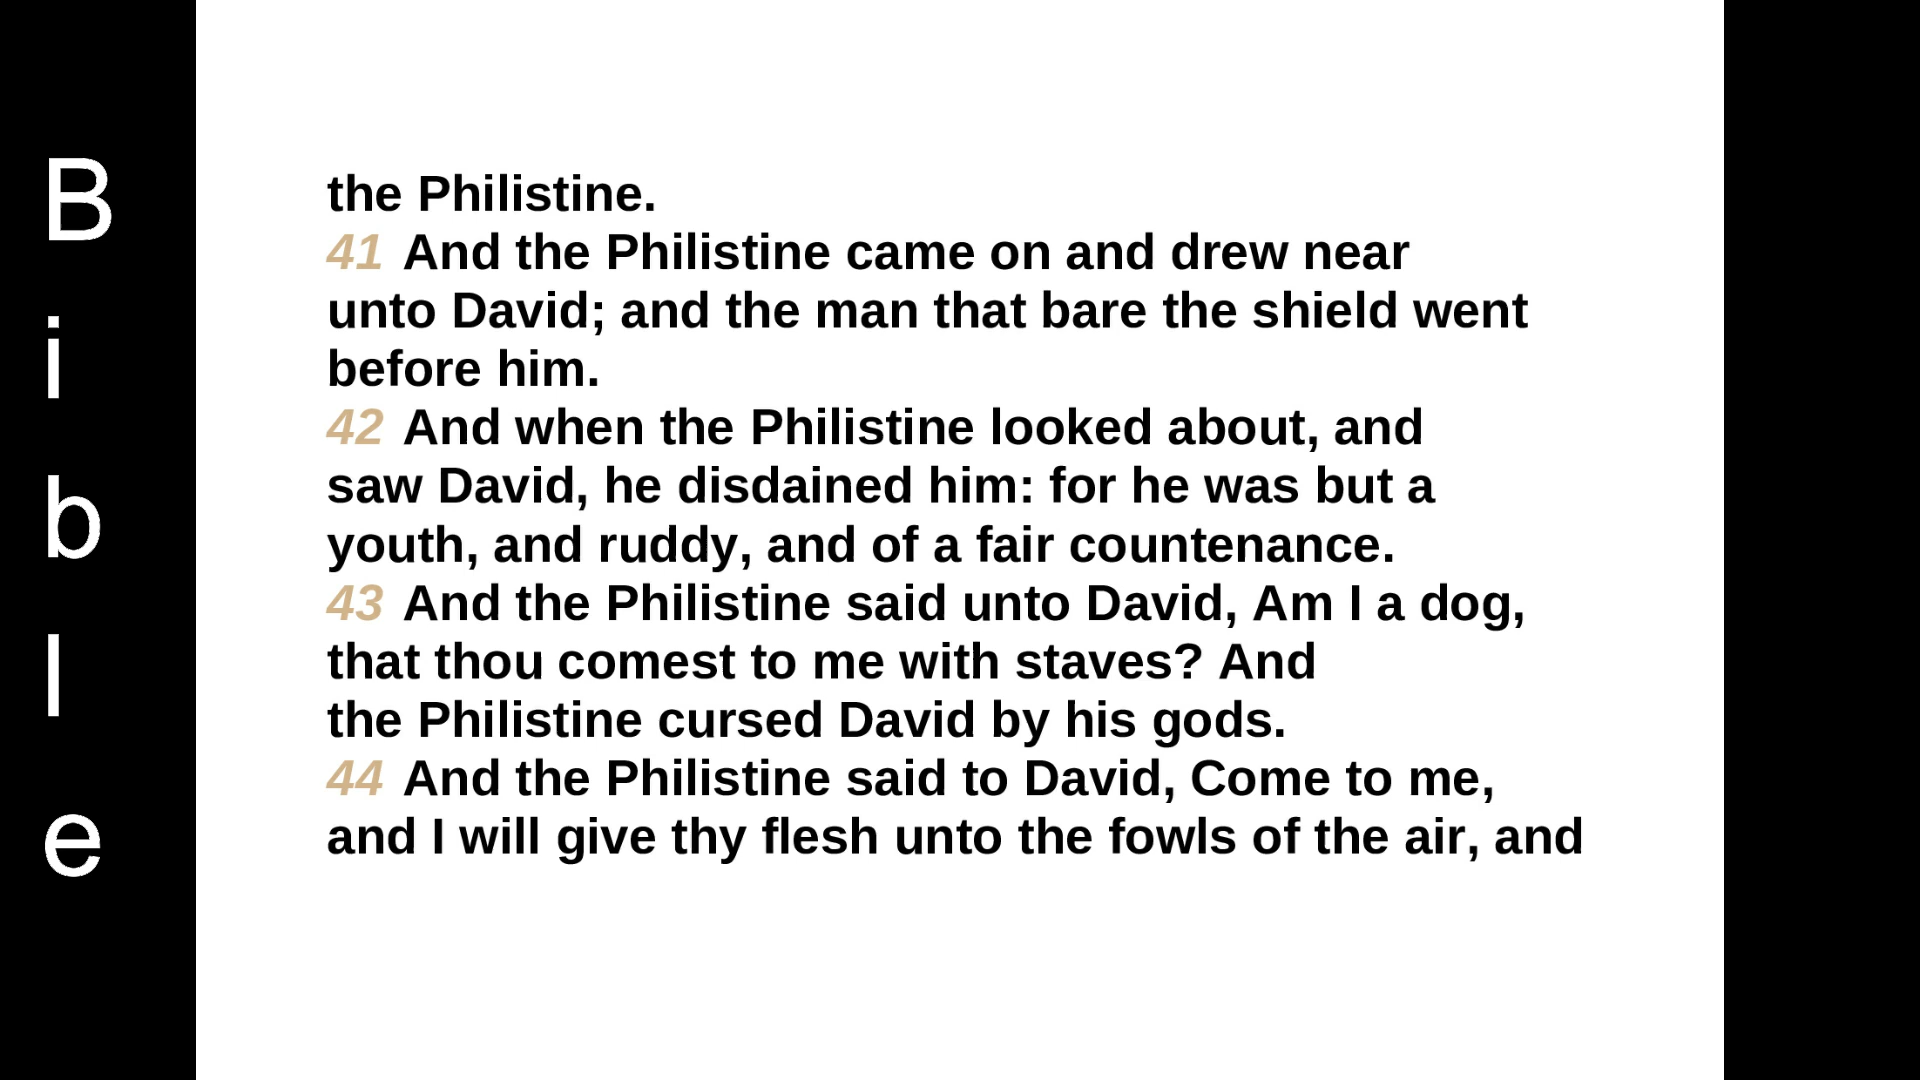 Bible
the Philistine.
41 And the Philistine came on and drew near
unto David; and the man that bare the shield went
before him.
42 And when the Philistine looked about, and
saw David, he disdained him: for he was but a
youth, and ruddy, and of a fair countenance.
43 And the Philistine said unto David, Am I a dog,
that thou comest to me with staves? And
the Philistine cursed David by his gods.
44 And the Philistine said to David, Come to me,
and I will give thy flesh unto the fowls of the air, and